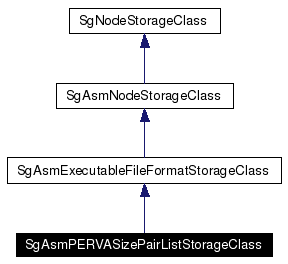 SgNodeStorageClass
SgAsmNodeStorageClass
SgAsmExecutableFileFormatStorageClass
SgAsmPERVASizePairListStorageClass